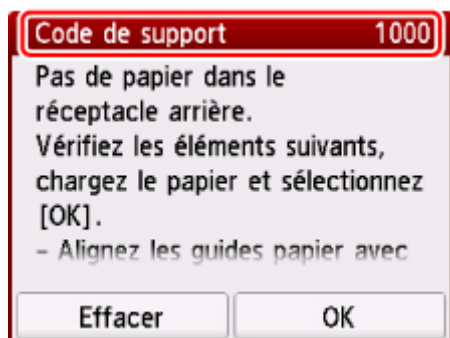 Code de support 1000
Pas de papier dans le
réceptacle arrière.
Vérifiez les éléments suivants,
chargez le papier et sélectionnez
[OK].
- Alignez les guides papier avec
Effacer OK